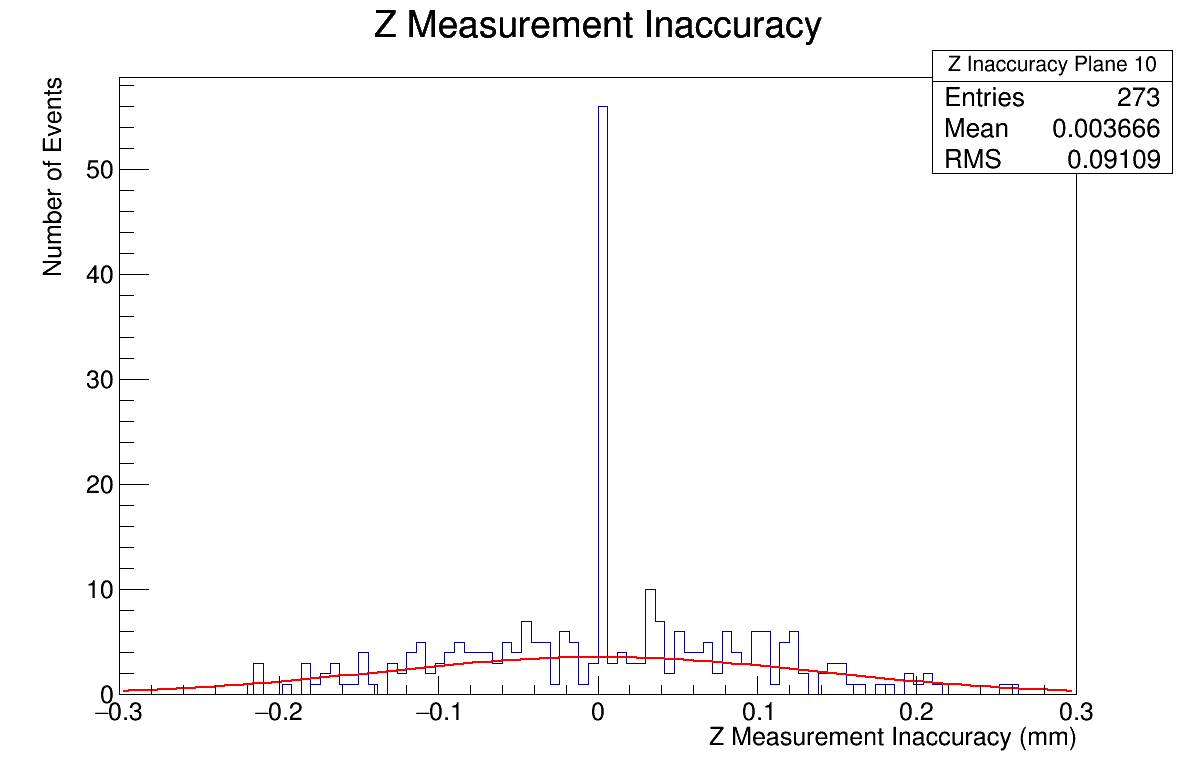 Z Measurement Inaccuracy
Z Inaccuracy Plane 10
Entries 273
Mean 0.003666
RMS 0.09109
Number of Events
50
40
30
20
10
0
−0.3 −0.2 −0.1 0 0.1 0.2 0.3
Z Measurement Inaccuracy (mm)